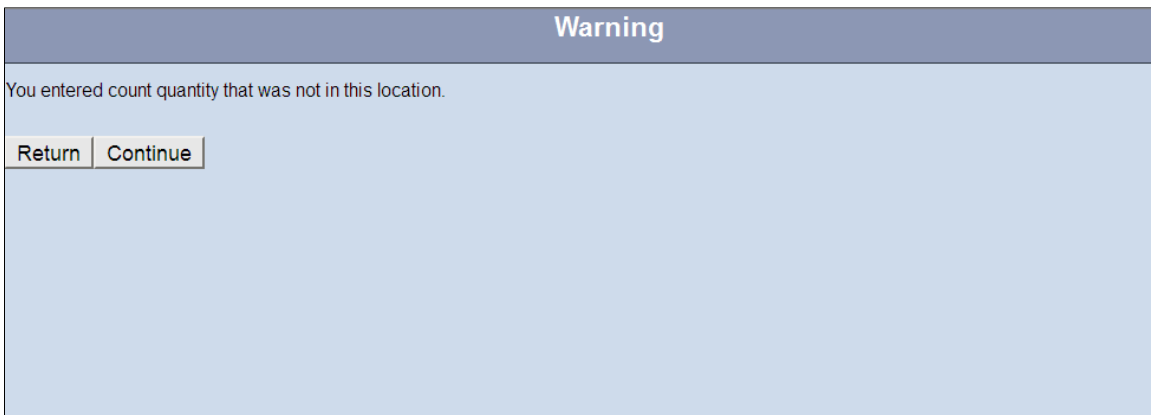 Warning
You entered count quantity that was not in this location.
Return Continue